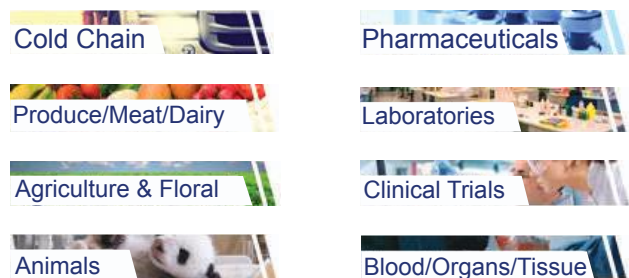 Cold Chain
Pharmaceuticals
Produce/Meat/Dairy
Laboratories
Agriculture & Floral
Clinical Trials
Animals
Blood/Organs/Tissue